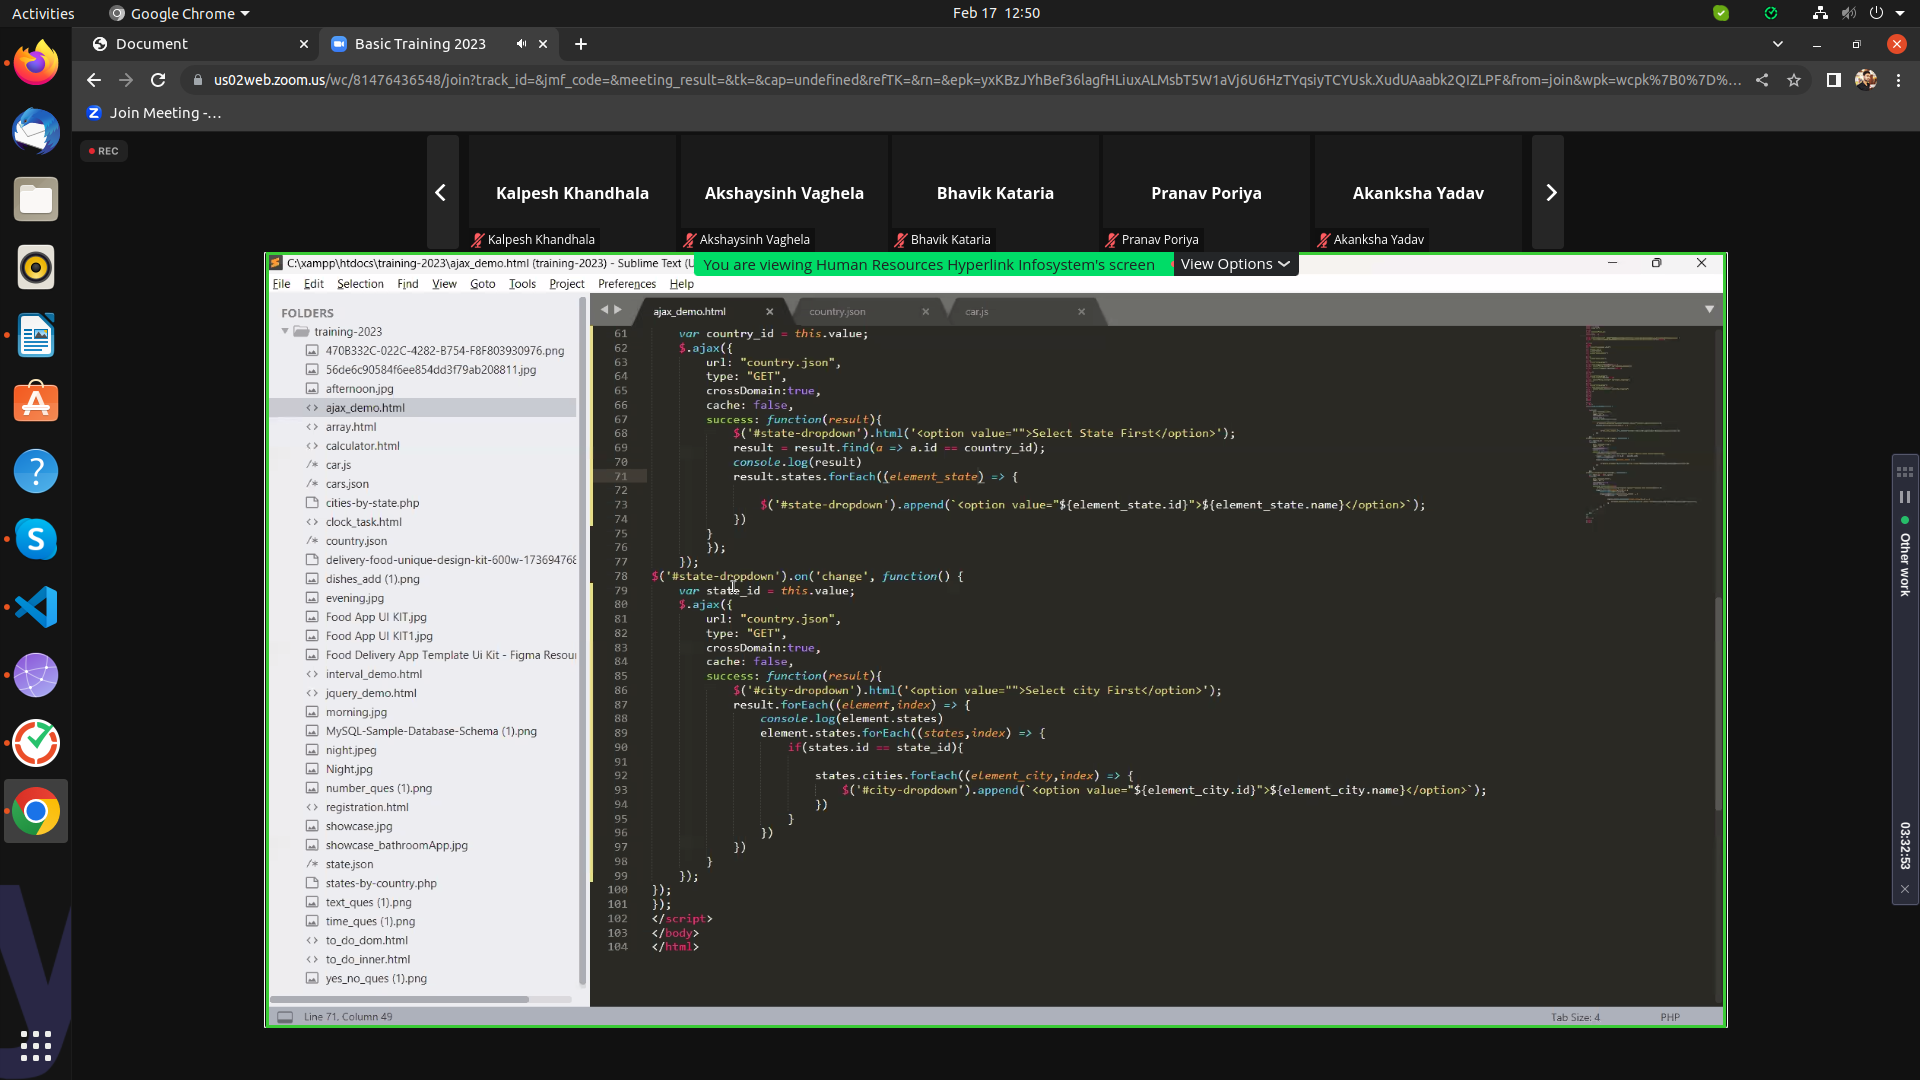 Activities
Google Chrome
Feb 17 12:50
Document
Basic Training 2023
us02web.zoom.us/wc/81476436548/join?track_id=&jmf_code=&meeting_result=&tk=&cap=undefined&refTK=&rn=&epk=yxKBzJYhBef36lagfHLiuxALMsbT5W1aVj6U6HzTYqsiyTCYUsk.XudUAaabk2QIZLPF&from=join&wpk=wcpk%7B0%7D%...
Join Meeting -...
REC
Kalpesh Khandhala
Akshaysinh Vaghela
Bhavik Kataria
Pranav Poriya
Akanksha Yadav
Kalpesh Khandhala
Akshaysinh Vaghela
Bhavik Kataria
Pranav Poriya
Akanksha Yadav
C:\xampp\htdocs\training-2023\ajax_demo.html (training-2023) - Sublime Text (U
You are viewing Human Resources Hyperlink Infosystem's screen
View Options
File Edit Selection Find View Goto Tools Project Preferences Help
FOLDERS
training-2023
470B332C-022C-4282-B754-F8F803930976.png
56de6c90584f6ee854dd3f79ab208811.jpg
afternoon.jpg
<> ajax_demo.html
<> array.html
<> calculator.html
/* car.js
/* cars.json
cities-by-state.php
<> clock_task.html
/* country.json
delivery-food-unique-design-kit-600w-173694768
dishes_add (1).png
evening.jpg
Food App UI KIT.jpg
Food App UI KIT1.jpg
Food Delivery App Template Ui Kit - Figma Resou
<> interval_demo.html
<> jquery_demo.html
morning.jpg
MySQL-Sample-Database-Schema (1).png
night.jpeg
Night.jpg
number_ques (1).png
<> registration.html
showcase.jpg
showcase_bathroomApp.jpg
/* state.json
states-by-country.php
text_ques (1).png
time_ques (1).png
<> to_do_dom.html
<> to_do_inner.html
yes_no_ques (1).png
ajax_demo.html
country.json
car.js
61 var country_id = this.value;
62 $.ajax({
63 url: "country.json",
64 type: "GET",
65 crossDomain:true,
66 cache: false,
67 success: function(result){
68 $('#state-dropdown').html('<option value="">Select State First</option>');
69 result = result.find(a => a.id == country_id);
70 console.log(result)
71 result.states.forEach((element_state) => {
72
73 $('#state-dropdown').append(`<option value="${element_state.id}">${element_state.name}</option>`);
74 })
75 }
76 });
77 });
78 $('#state-dropdown').on('change', function() {
79 var state_id = this.value;
80 $.ajax({
81 url: "country.json",
82 type: "GET",
83 crossDomain:true,
84 cache: false,
85 success: function(result){
86 $('#city-dropdown').html('<option value="">Select city First</option>');
87 result.forEach((element,index) => {
88 console.log(element.states)
89 element.states.forEach((states,index) => {
90 if(states.id == state_id){
91
92 states.cities.forEach((element_city,index) => {
93 $('#city-dropdown').append(`<option value="${element_city.id}">${element_city.name}</option>`);
94 })
95 }
96 })
97 })
98 }
99 });
100 });
101 });
102 </script>
103 </body>
104 </html>
Line 71, Column 49
Tab Size: 4
PHP
Other work
03:32:53